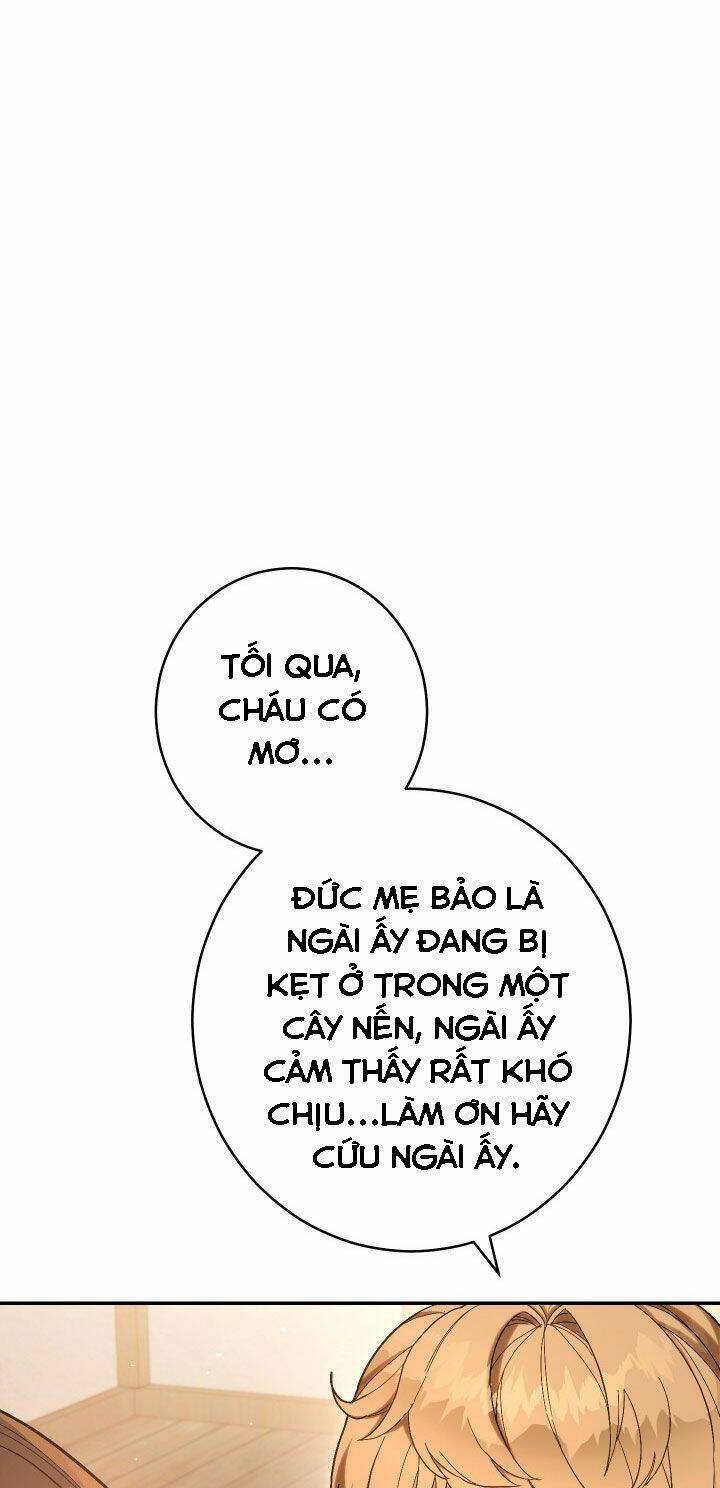 TỐI QUA,
CHÁU CÓ
MƠ...
ĐỨC MẸ BẢO LÀ
NGÀI ẤY ĐANG BỊ
KẸT Ở TRONG MỘT
CÂY NẾN, NGÀI ẤY
CẢM THẤY RẤT KHÓ
CHỊU...LÀM ƠN HÃY
CỨU NGÀI ẤY.